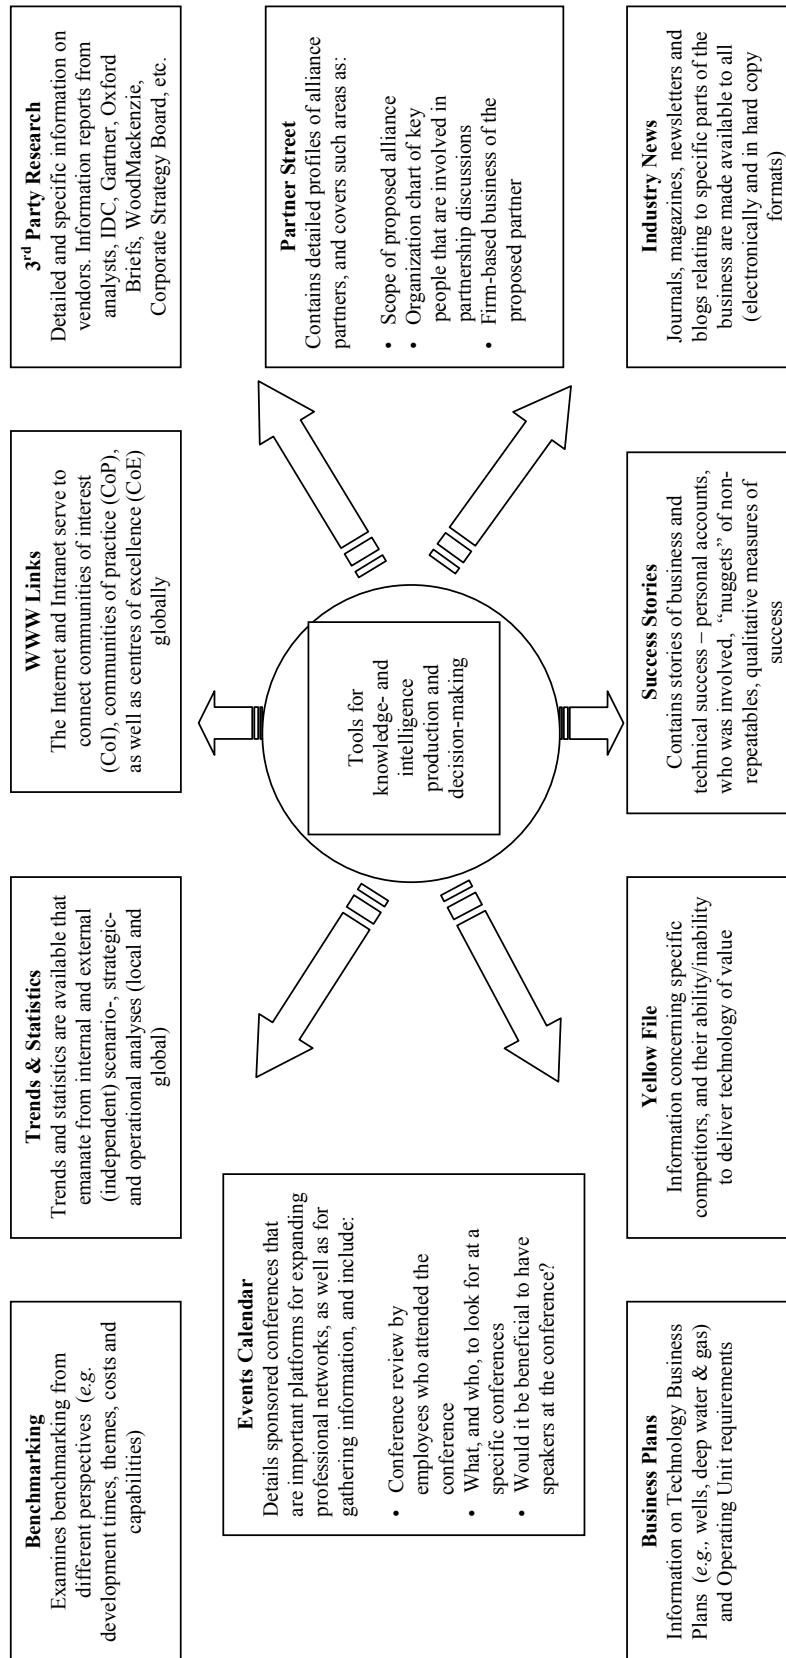 Benchmarking
Examines benchmarking from
different perspectives (e.g.
development times, themes, costs and
capabilities)
Trends & Statistics
Trends and statistics are available that
emanate from internal and external
(independent) scenario-, strategic-
and operational analyses (local and
global)
WWW Links
The Internet and Intranet serve to
connect communities of interest
(CoI), communities of practice (CoP),
as well as centres of excellence (CoE)
globally
3rd Party Research
Detailed and specific information on
vendors. Information reports from
analysts, IDC, Gartner, Oxford
Briefs, WoodMackenzie,
Corporate Strategy Board, etc.
Events Calendar
Details sponsored conferences that
are important platforms for expanding
professional networks, as well as for
gathering information, and include:
• Conference review by
employees who attended the
conference
• What, and who, to look for at a
specific conferences
• Would it be beneficial to have
speakers at the conference?
Tools for
knowledge- and
intelligence
production and
decision-making
Partner Street
Contains detailed profiles of alliance
partners, and covers such areas as:
• Scope of proposed alliance
• Organization chart of key
people that are involved in
partnership discussions
• Firm-based business of the
proposed partner
Business Plans
Information on Technology Business
Plans (e.g., wells, deep water & gas)
and Operating Unit requirements
Yellow File
Information concerning specific
competitors, and their ability/inability
to deliver technology of value
Success Stories
Contains stories of business and
technical success – personal accounts,
who was involved, “nuggets” of non-
repeatables, qualitative measures of
success
Industry News
Journals, magazines, newsletters and
blogs relating to specific parts of the
business are made available to all
(electronically and in hard copy
formats)